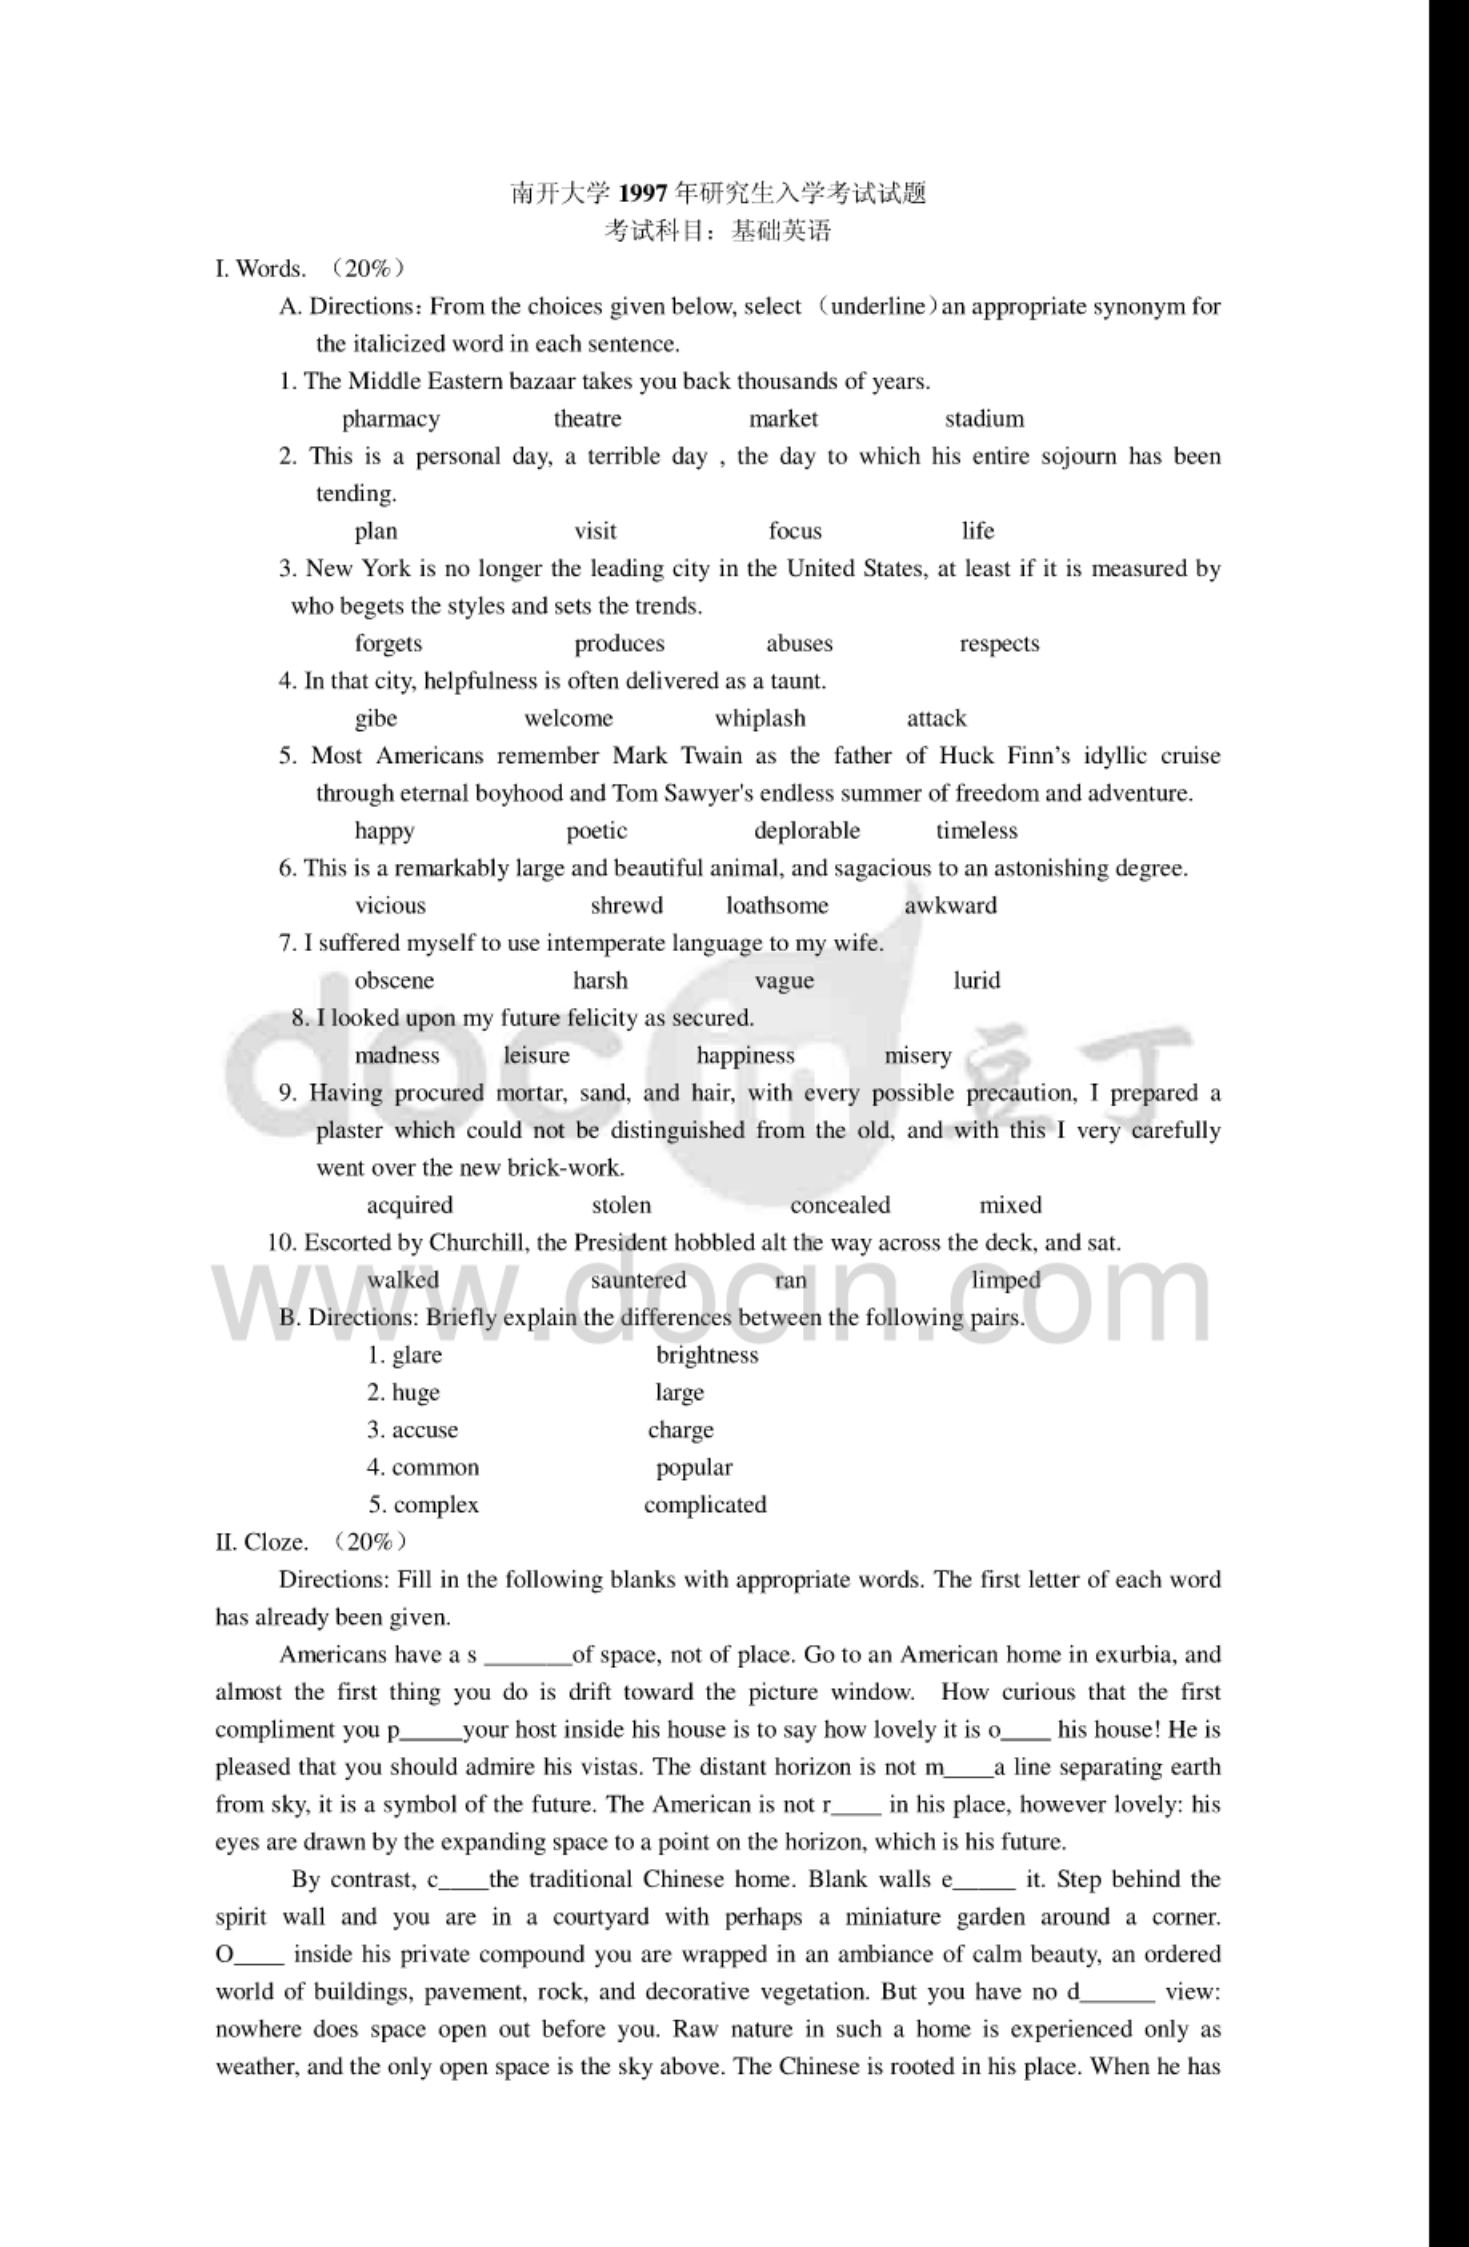 南开大学 1997 年研究生入学考试试题
考试科目：基础英语
I. Words. （20%）
A. Directions: From the choices given below, select （underline）an appropriate synonym for
the italicized word in each sentence.
1. The Middle Eastern bazaar takes you back thousands of years.
pharmacy theatre market stadium
2. This is a personal day, a terrible day , the day to which his entire sojourn has been
tending.
plan visit focus life
3. New York is no longer the leading city in the United States, at least if it is measured by
who begets the styles and sets the trends.
forgets produces abuses respects
4. In that city, helpfulness is often delivered as a taunt.
gibe welcome whiplash attack
5. Most Americans remember Mark Twain as the father of Huck Finn’s idyllic cruise
through eternal boyhood and Tom Sawyer's endless summer of freedom and adventure.
happy poetic deplorable timeless
6. This is a remarkably large and beautiful animal, and sagacious to an astonishing degree.
vicious shrewd loathsome awkward
7. I suffered myself to use intemperate language to my wife.
obscene harsh vague lurid
8. I looked upon my future felicity as secured.
madness leisure happiness misery
9. Having procured mortar, sand, and hair, with every possible precaution, I prepared a
plaster which could not be distinguished from the old, and with this I very carefully
went over the new brick-work.
acquired stolen concealed mixed
10. Escorted by Churchill, the President hobbled alt the way across the deck, and sat.
walked sauntered ran limped
B. Directions: Briefly explain the differences between the following pairs.
1. glare brightness
2. huge large
3. accuse charge
4. common popular
5. complex complicated
II. Cloze. （20%）
Directions: Fill in the following blanks with appropriate words. The first letter of each word
has already been given.
Americans have a s _______of space, not of place. Go to an American home in exurbia, and
almost the first thing you do is drift toward the picture window. How curious that the first
compliment you p_____your host inside his house is to say how lovely it is o____ his house! He is
pleased that you should admire his vistas. The distant horizon is not m____a line separating earth
from sky, it is a symbol of the future. The American is not r____ in his place, however lovely: his
eyes are drawn by the expanding space to a point on the horizon, which is his future.
By contrast, c____the traditional Chinese home. Blank walls e_____ it. Step behind the
spirit wall and you are in a courtyard with perhaps a miniature garden around a corner.
O____ inside his private compound you are wrapped in an ambiance of calm beauty, an ordered
world of buildings, pavement, rock, and decorative vegetation. But you have no d______ view:
nowhere does space open out before you. Raw nature in such a home is experienced only as
weather, and the only open space is the sky above. The Chinese is rooted in his place. When he has
docin 豆丁
www.docin.com